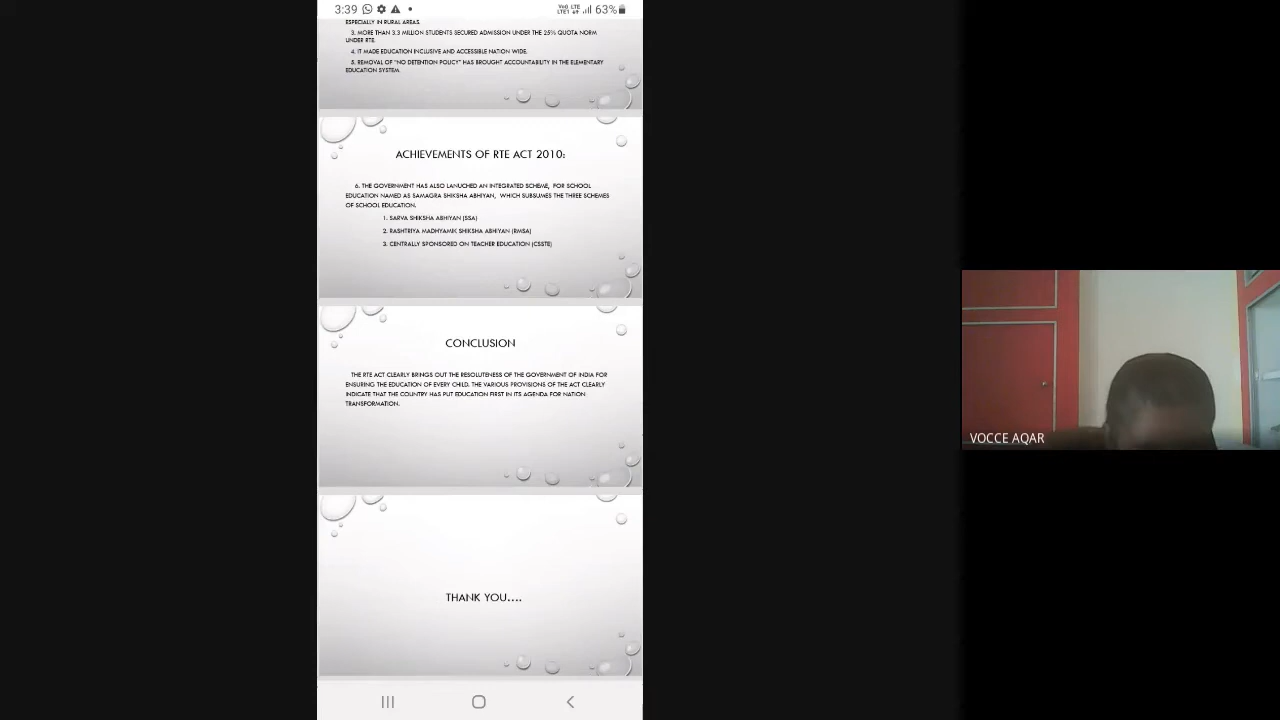 3:39
VoD LTE
LTE1
63%
ESPECIALLY IN RURAL AREAS.
3. MORE THAN 3.3 MILLION STUDENTS SECURED ADMISSION UNDER THE 25% QUOTA NORM
UNDER RTE.
4. IT MADE EDUCATION INCLUSIVE AND ACCESSIBLE NATION WIDE.
5. REMOVAL OF "NO DETENTION POLICY" HAS BROUGHT ACCOUNTABILITY IN THE ELEMENTARY
EDUCATION SYSTEM.
ACHIEVEMENTS OF RTE ACT 2010:
6. THE GOVERNMENT HAS ALSO LANUCHED AN INTEGRATED SCHEME, FOR SCHOOL
EDUCATION NAMED AS SAMAGRA SHIKSHA ABHIYAN, WHICH SUBSUMES THE THREE SCHEMES
OF SCHOOL EDUCATION.
1. SARVA SHIKSHA ABHIYAN (SSA)
2. RASHTRIYA MADHYAMIK SHIKSHA ABHIYAN (RMSA)
3. CENTRALLY SPONSORED ON TEACHER EDUCATION (CSSTE)
CONCLUSION
THE RTE ACT CLEARLY BRINGS OUT THE RESOLUTENESS OF THE GOVERNMENT OF INDIA FOR
ENSURING THE EDUCATION OF EVERY CHILD. THE VARIOUS PROVISIONS OF THE ACT CLEARLY
INDICATE THAT THE COUNTRY HAS PUT EDUCATION FIRST IN ITS AGENDA FOR NATION
TRANSFORMATION.
THANK YOU....
VOCCE AQAR